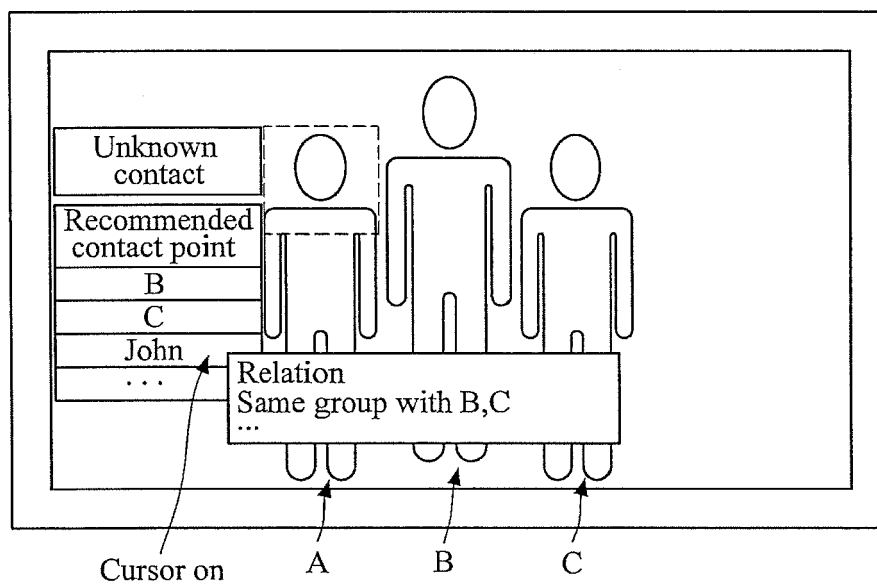 Unknown
contact
Recommended
contact point
B
C
John
...
Relation
Same group with B,C
...
Cursor on
A
B
C